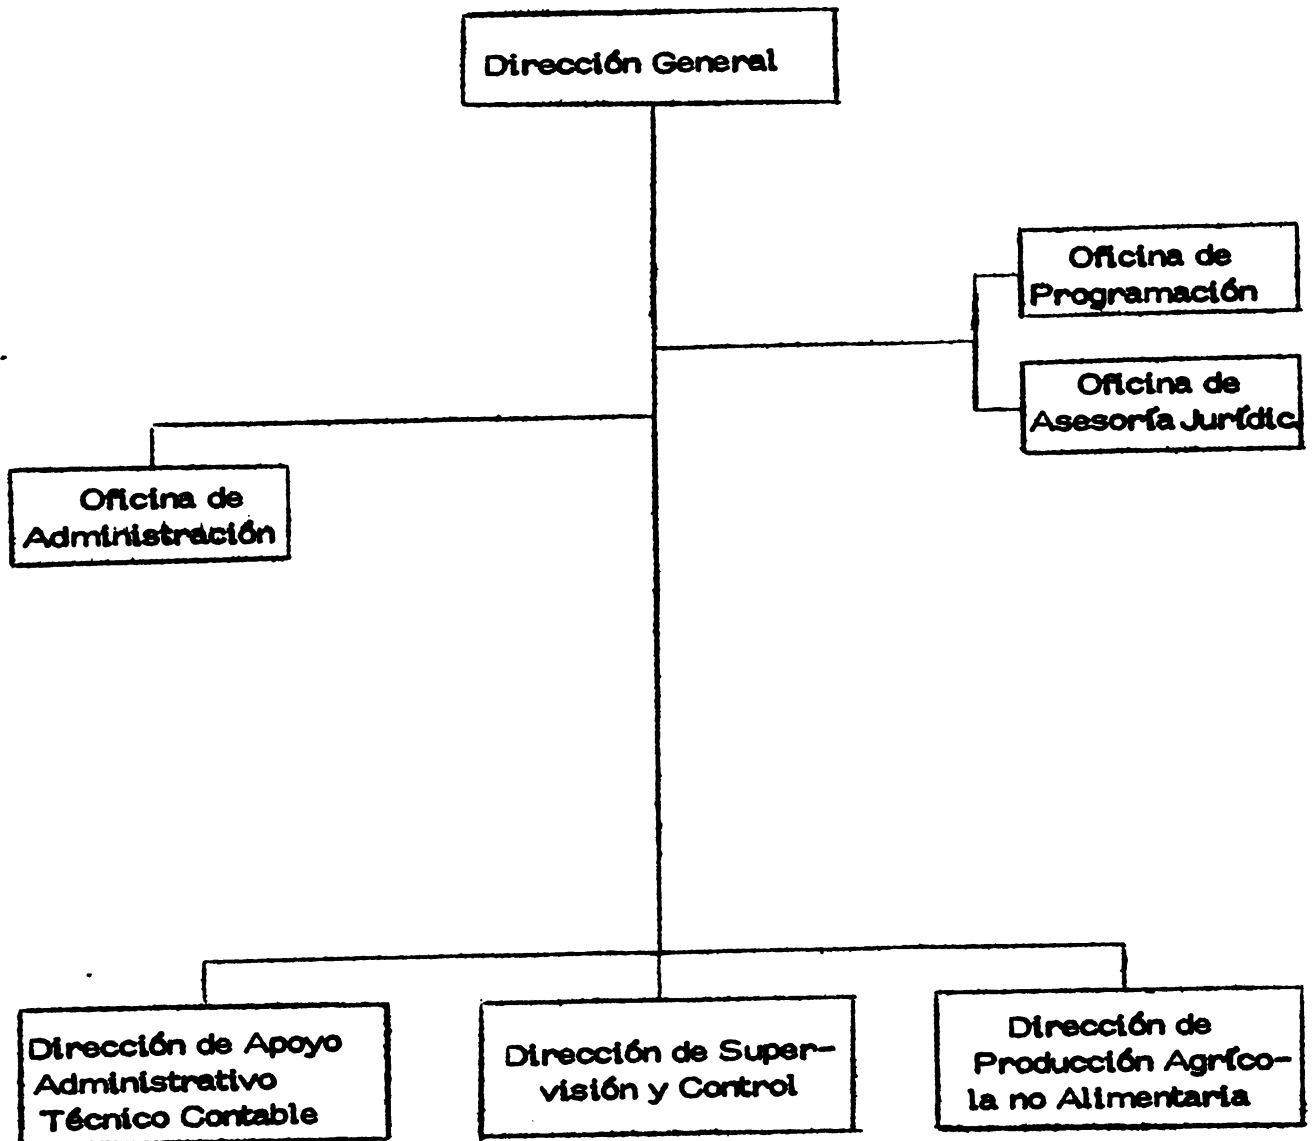 Dirección General
Oficina de
Programación
Oficina de
Asesoría Jurídic
Oficina de
Administración
Dirección de Apoyo
Administrativo
Técnico Contable
Dirección de Super-
visión y Control
Dirección de
Producción Agríco-
la no Alimentaria